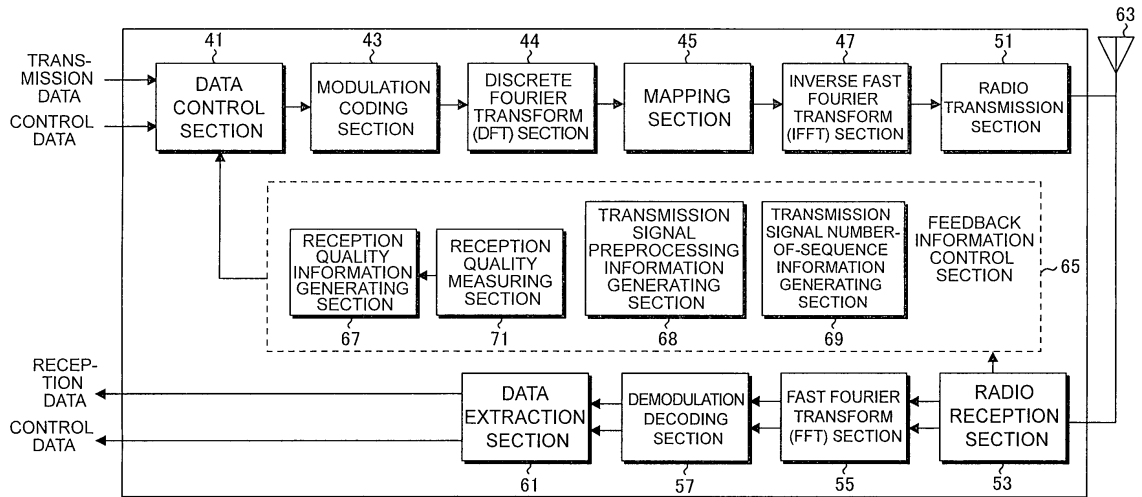 41
43
44
45
47
51
63
TRANS-
MISSION
DATA
CONTROL
DATA
DATA
CONTROL
SECTION
MODULATION
CODING
SECTION
DISCRETE
FOURIER
TRANSFORM
(DFT) SECTION
MAPPING
SECTION
INVERSE FAST
FOURIER
TRANSFORM
(IFFT) SECTION
RADIO
TRANSMISSION
SECTION
RECEPTION
QUALITY
INFORMATION
GENERATING
SECTION
RECEPTION
QUALITY
MEASURING
SECTION
TRANSMISSION
SIGNAL
PREPROCESSING
INFORMATION
GENERATING
SECTION
TRANSMISSION
SIGNAL NUMBER-
OF-SEQUENCE
INFORMATION
GENERATING
SECTION
FEEDBACK
INFORMATION
CONTROL
SECTION
65
67
71
68
69
RECEP-
TION
DATA
CONTROL
DATA
DATA
EXTRACTION
SECTION
DEMODULATION
DECODING
SECTION
FAST FOURIER
TRANSFORM
(FFT) SECTION
RADIO
RECEPTION
SECTION
61
57
55
53